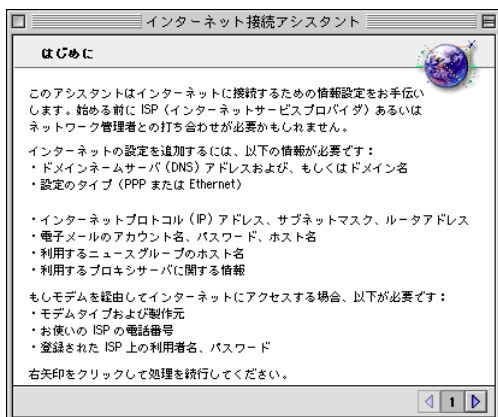 インターネット接続アシスタント
はじめに
このアシスタントはインターネットに接続するための情報設定をお手伝い
します。始める前に ISP（インターネットサービスプロバイダ）あるいは
ネットワーク管理者との打ち合わせが必要かもしれません。
インターネットの設定を追加するには、以下の情報が必要です：
・ドメインネームサーバ（DNS）アドレスおよび、もしくはドメイン名
・設定のタイプ（PPP または Ethernet）
・インターネットプロトコル（IP）アドレス、サブネットマスク、ルータアドレス
・電子メールのアカウント名、パスワード、ホスト名
・利用するニュースグループのホスト名
・利用するプロキシサーバに関する情報
もしモデムを経由してインターネットにアクセスする場合、以下が必要です：
・モデムタイプおよび製作元
・お使いの ISP の電話番号
・登録された ISP 上の利用者名、パスワード
右矢印をクリックして処理を続行してください。
1